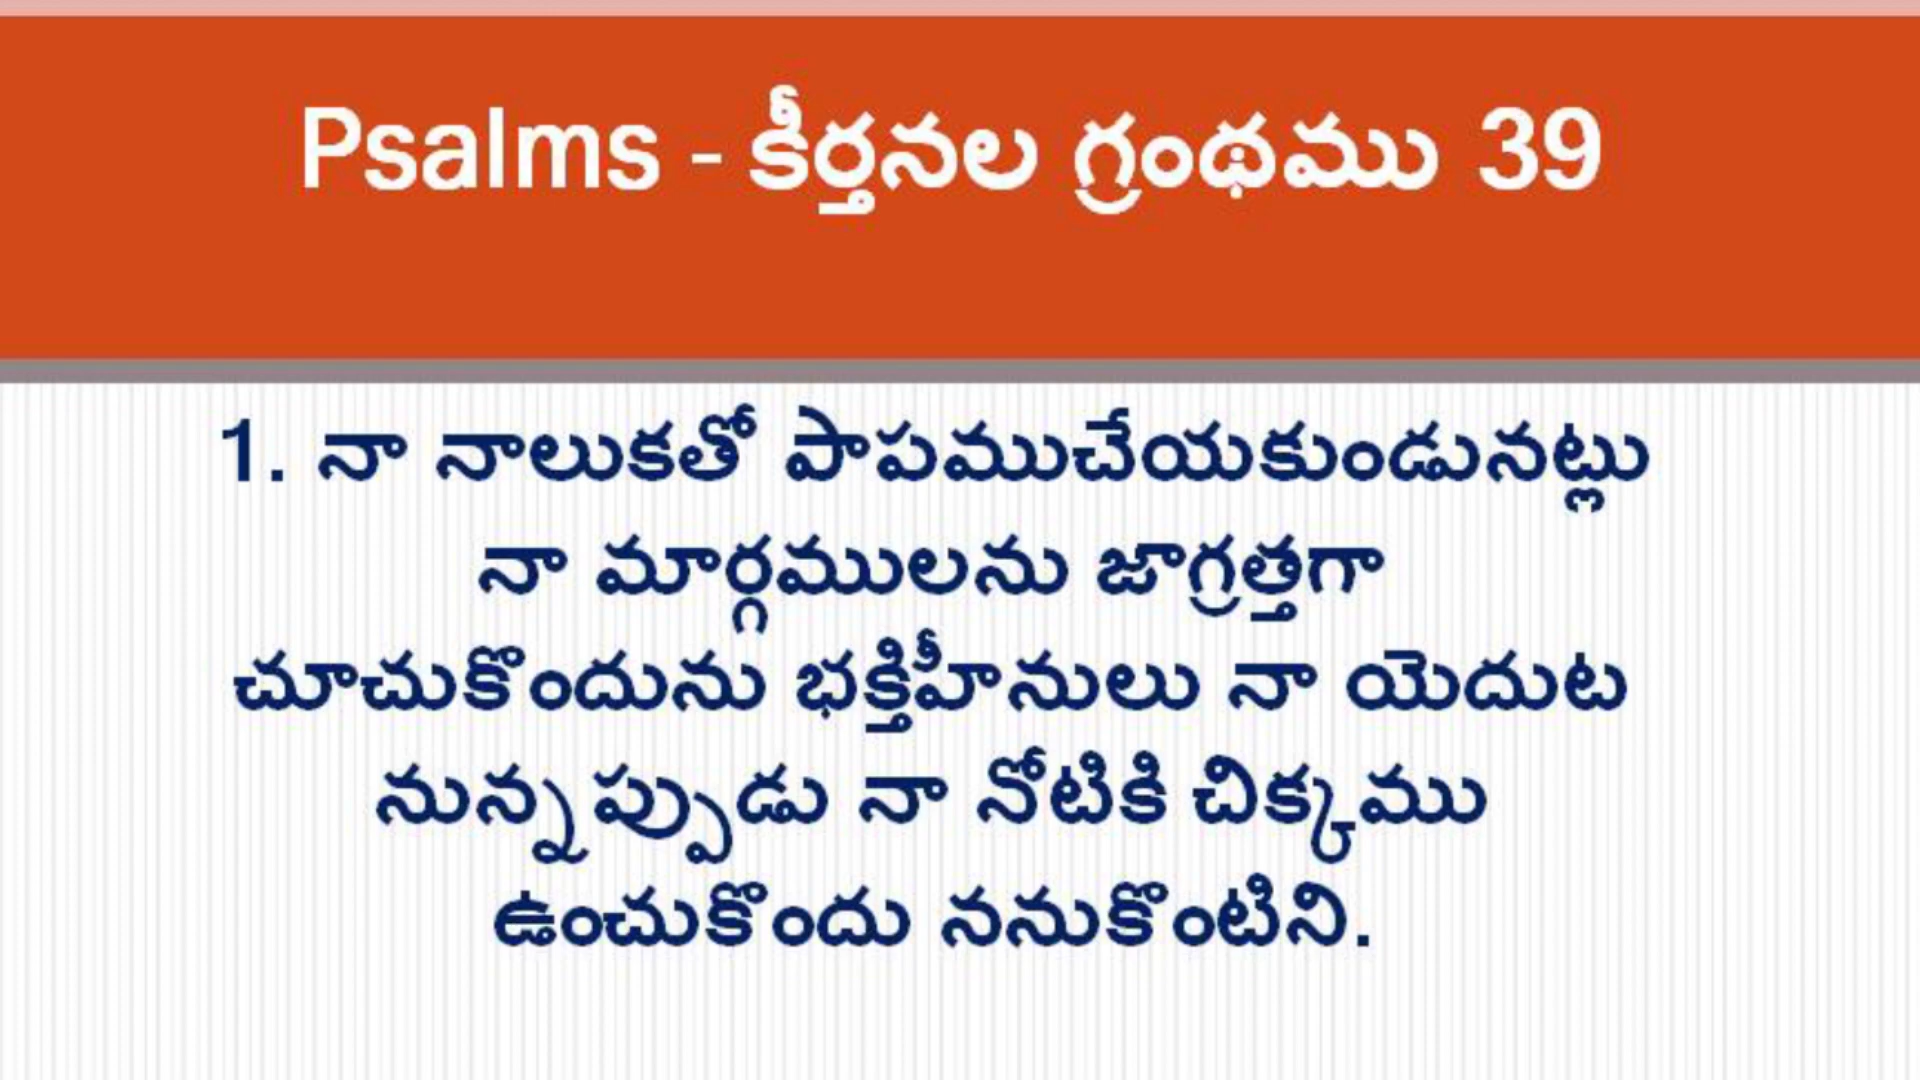 Psalms - కీర్తనల గ్రంథము 39
1. నా నాలుకతో పాపముచేయకుండునట్లు
నా మార్గములను జాగ్రత్తగా
చూచుకొందును భక్తిహీనులు నా యెదుట
నున్నప్పుడు నా నోటికి చిక్కము
ఉంచుకొందు ననుకొంటిని.